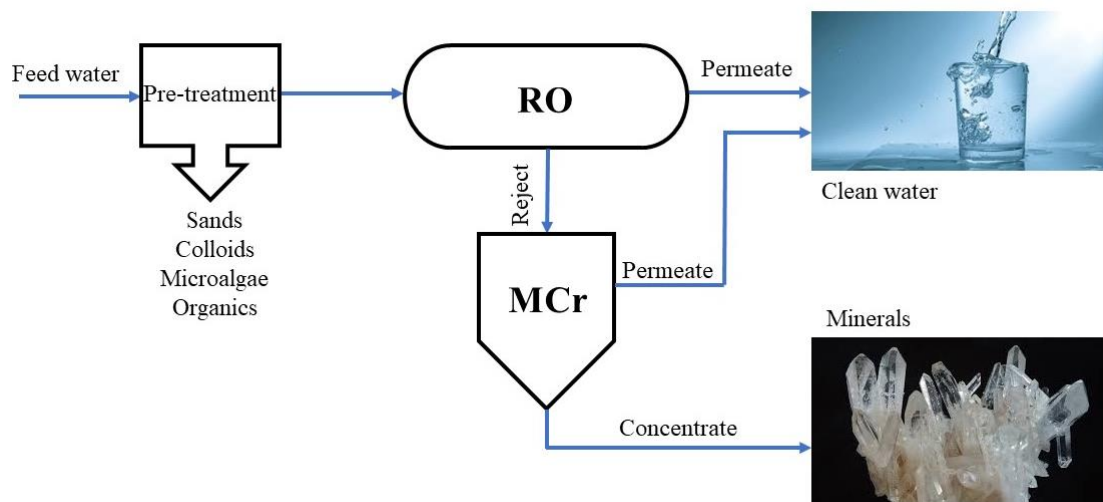 Feed water
Pre-treatment
Sands
Colloids
Microalgae
Organics
RO
Permeate
Reject
MCr
Permeate
Clean water
Minerals
Concentrate